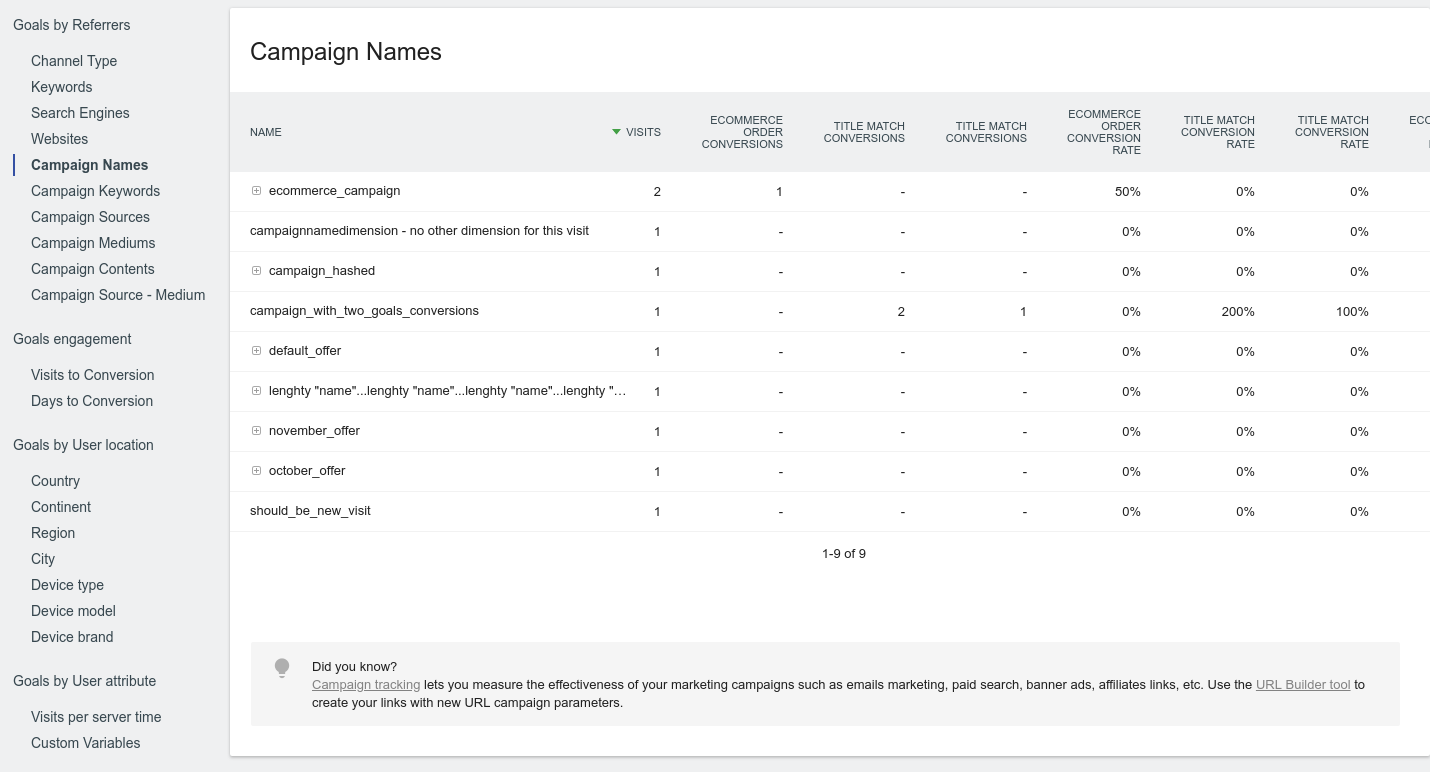 Goals by Referrers
Channel Type
Keywords
Search Engines
Websites
Campaign Names
Campaign Keywords
Campaign Sources
Campaign Mediums
Campaign Contents
Campaign Source - Medium
Goals engagement
Visits to Conversion
Days to Conversion
Goals by User location
Country
Continent
Region
City
Device type
Device model
Device brand
Goals by User attribute
Visits per server time
Custom Variables
Campaign Names
NAME
VISITS
ECOMMERCE
ORDER
CONVERSIONS
TITLE MATCH
CONVERSIONS
TITLE MATCH
CONVERSIONS
ECOMMERCE
ORDER
CONVERSION
RATE
TITLE MATCH
CONVERSION
RATE
TITLE MATCH
CONVERSION
RATE
ecommerce_campaign 2 1 - - 50% 0% 0%
campaignnamedimension - no other dimension for this visit 1 - - - 0% 0% 0%
campaign_hashed 1 - - - 0% 0% 0%
campaign_with_two_goals_conversions 1 - 2 1 0% 200% 100%
default_offer 1 - - - 0% 0% 0%
lenghty "name"...lenghty "name"...lenghty "name"...lenghty "… 1 - - - 0% 0% 0%
november_offer 1 - - - 0% 0% 0%
october_offer 1 - - - 0% 0% 0%
should_be_new_visit 1 - - - 0% 0% 0%
1-9 of 9
Did you know?
Campaign tracking lets you measure the effectiveness of your marketing campaigns such as emails marketing, paid search, banner ads, affiliates links, etc. Use the URL Builder tool to
create your links with new URL campaign parameters.